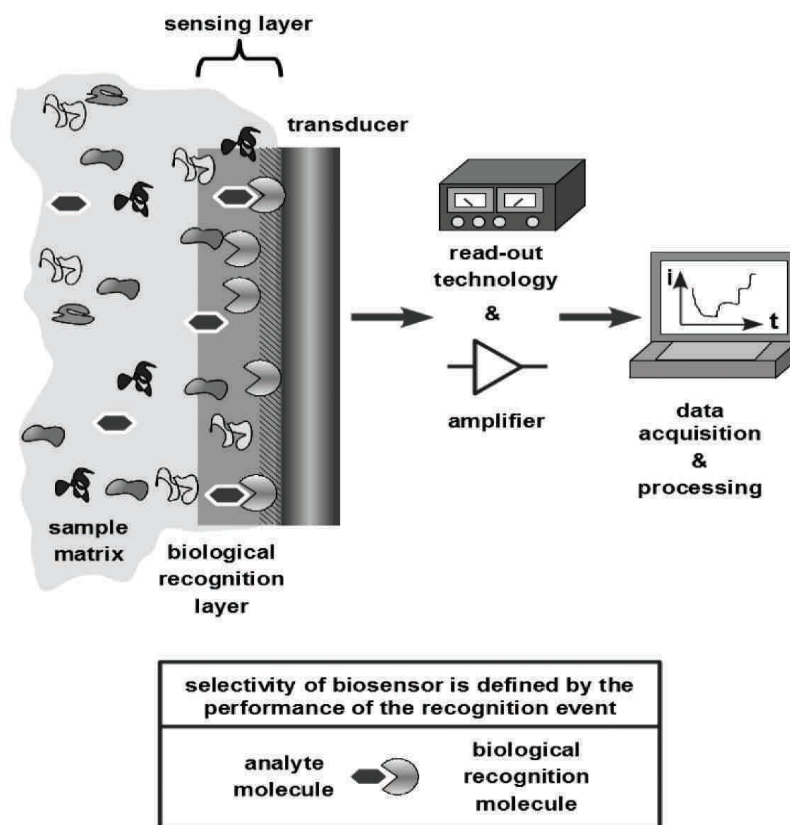 sensing layer
transducer
read-out
technology
&
amplifier
i
t
data
acquisition
&
processing
sample
matrix
biological
recognition
layer
selectivity of biosensor is defined by the
performance of the recognition event
analyte
molecule
biological
recognition
molecule